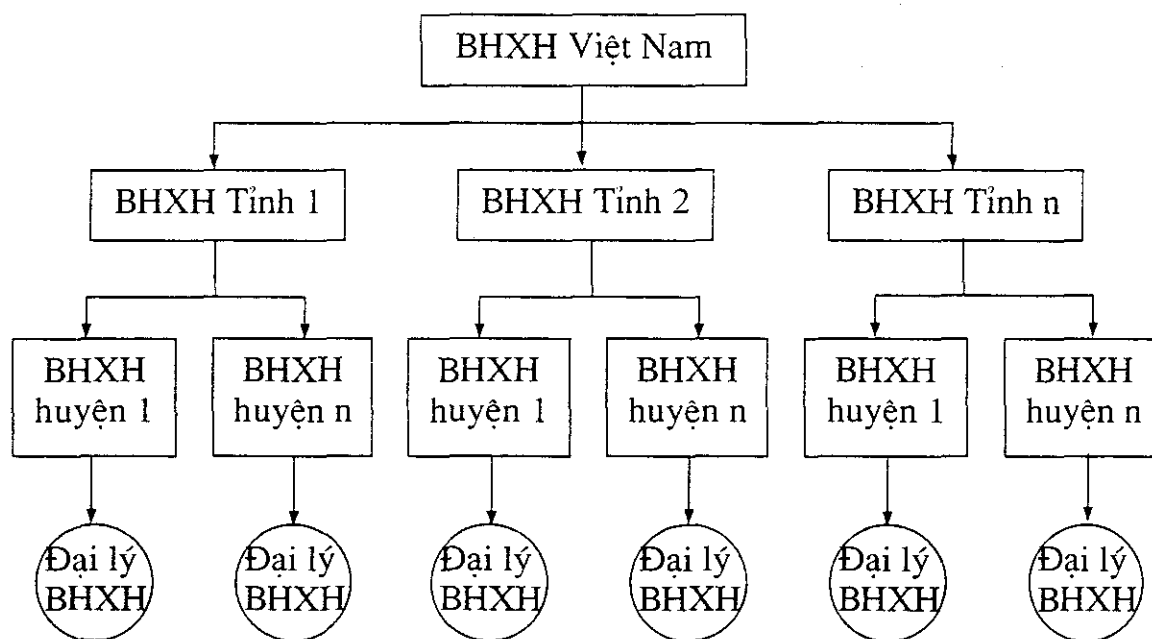 BHXH Việt Nam
BHXH Tỉnh 1
BHXH Tỉnh 2
BHXH Tỉnh n
BHXH
huyện 1
BHXH
huyện n
BHXH
huyện 1
BHXH
huyện n
BHXH
huyện 1
BHXH
huyện n
Đại lý
BHXH
Đại lý
BHXH
Đại lý
BHXH
Đại lý
BHXH
Đại lý
BHXH
Đại lý
BHXH